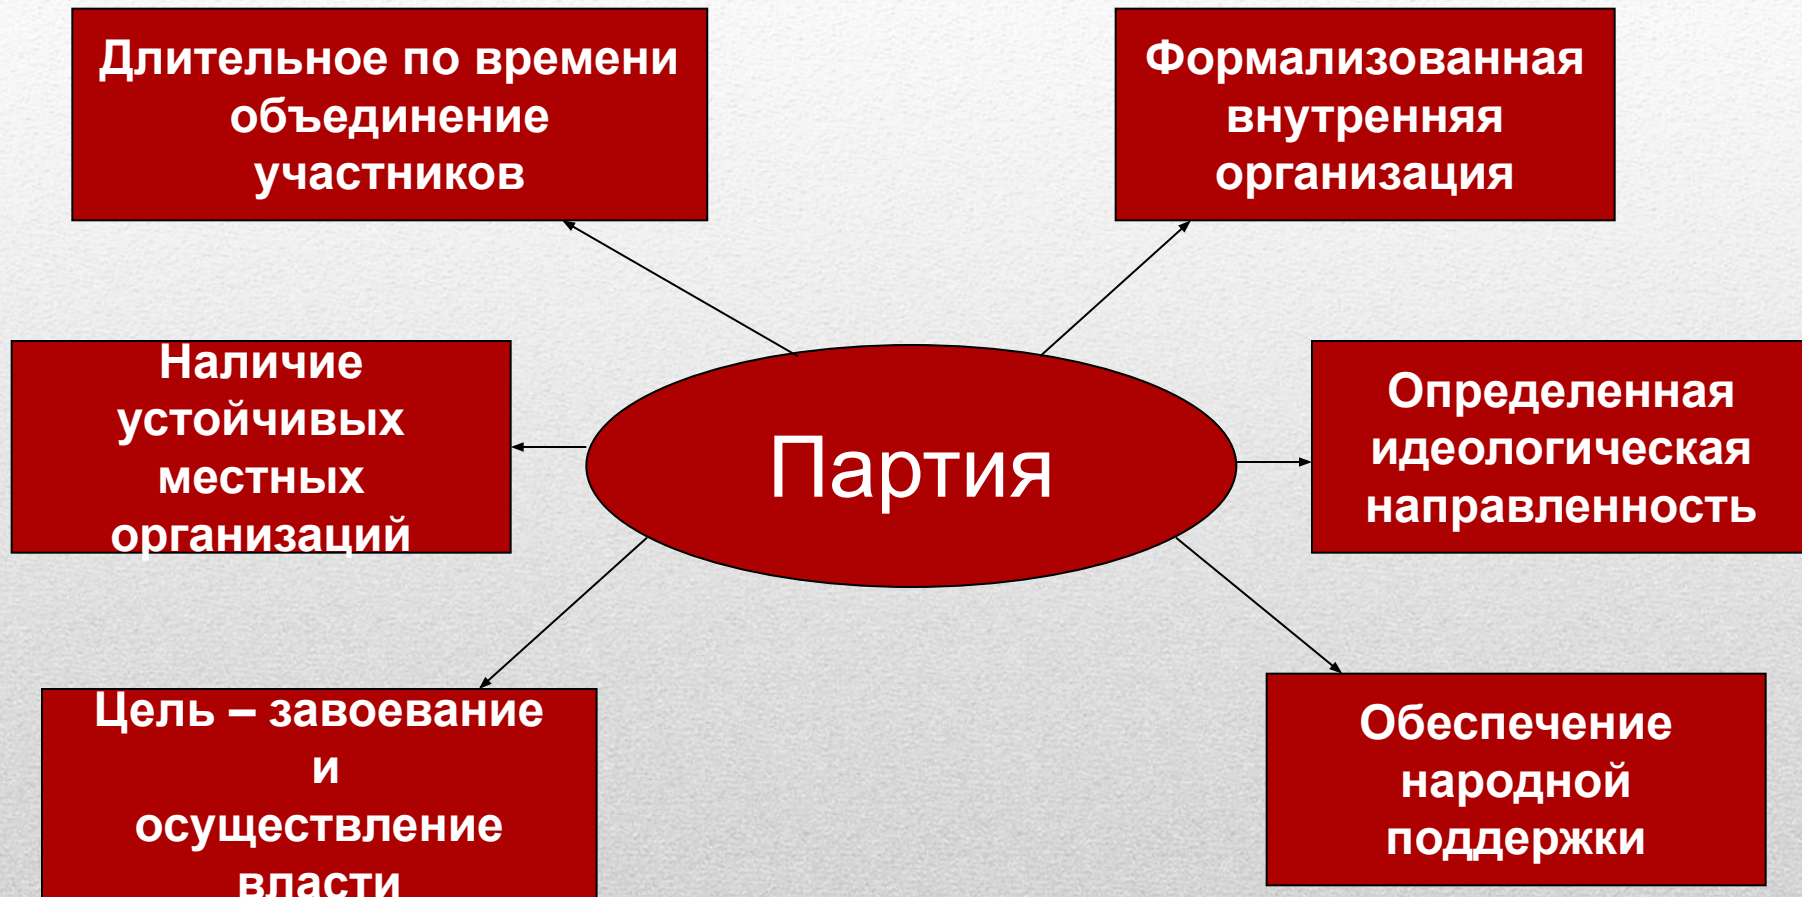 Длительное по времени
объединение
участников
Формализованная
внутренняя
организация
Наличие
устойчивых
местных
организаций
Партия
Определенная
идеологическая
направленность
Цель – завоевание
и
осуществление
власти
Обеспечение
народной
поддержки